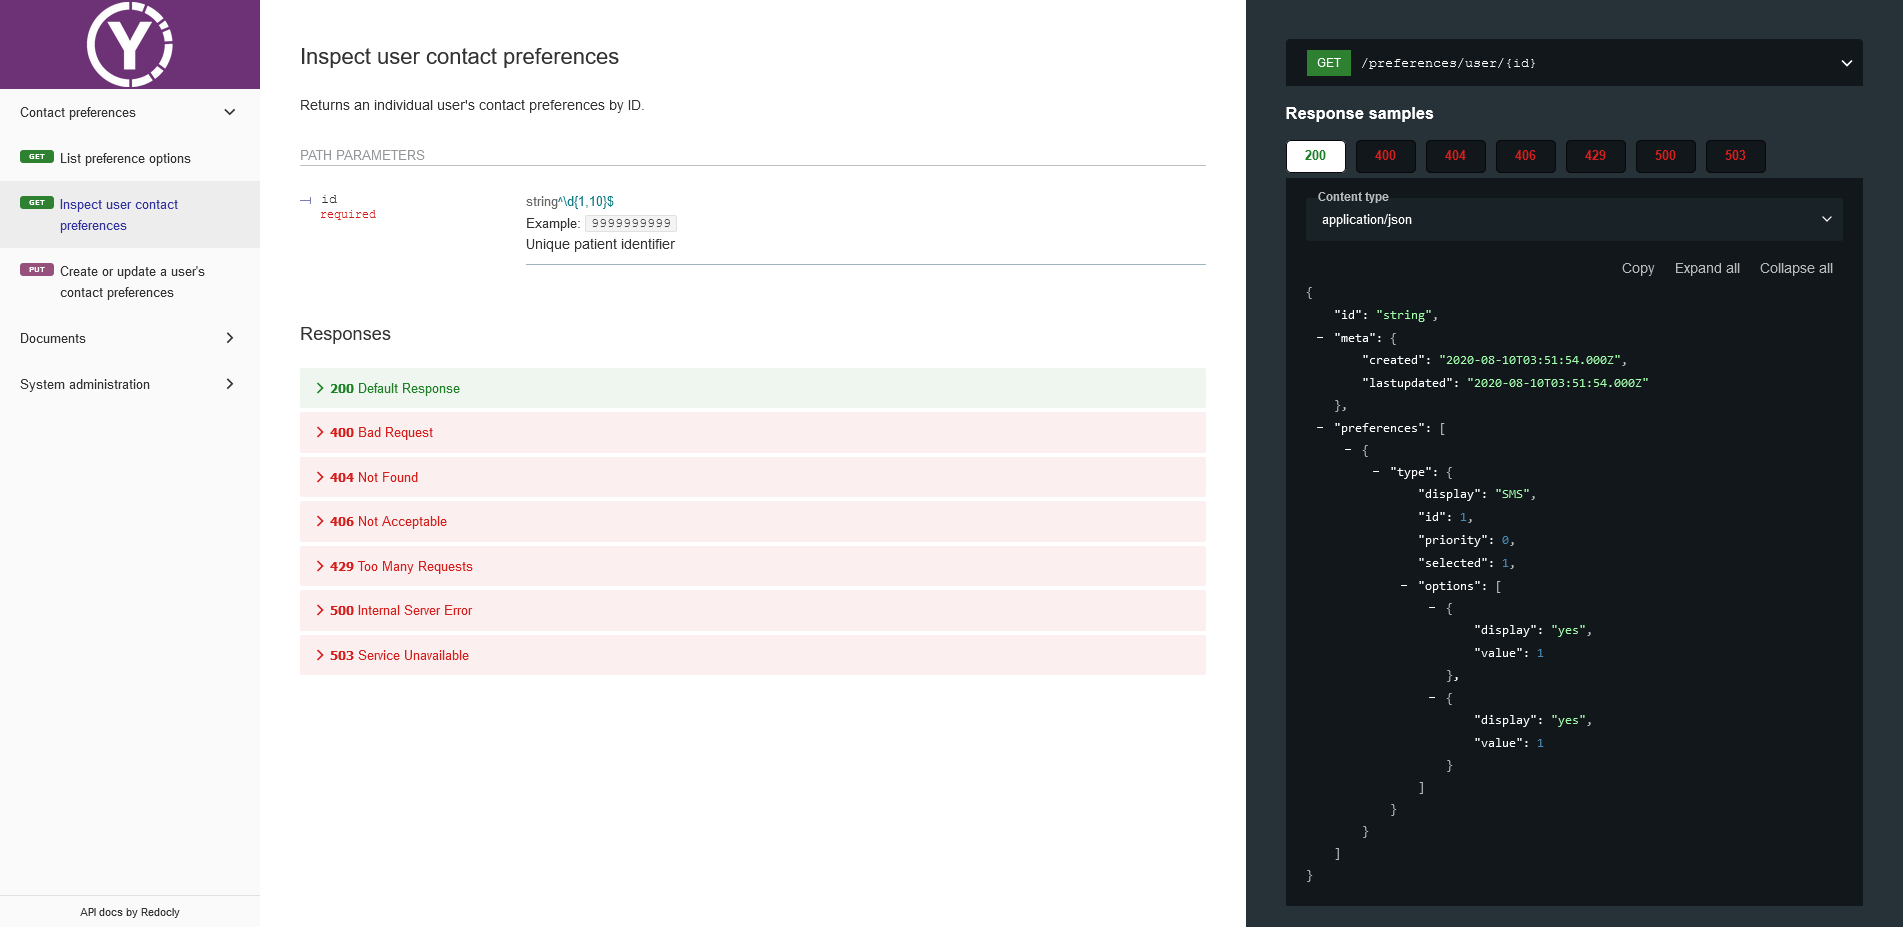 Y
Contact preferences
GET List preference options
GET Inspect user contact
preferences
PUT Create or update a user's
contact preferences
Documents
System administration
API docs by Redocly
Inspect user contact preferences
Returns an individual user's contact preferences by ID.
PATH PARAMETERS
id
required
string^\d{1,10}$
Example: 9999999999
Unique patient identifier
Responses
200 Default Response
400 Bad Request
404 Not Found
406 Not Acceptable
429 Too Many Requests
500 Internal Server Error
503 Service Unavailable
GET /preferences/user/{id}
Response samples
200 400 404 406 429 500 503
Content type
application/json
Copy Expand all Collapse all
{
"id": "string",
- "meta": {
"created": "2020-08-10T03:51:54.000Z",
"lastupdated": "2020-08-10T03:51:54.000Z"
},
- "preferences": [
- {
- "type": {
"display": "SMS",
"id": 1,
"priority": 0,
"selected": 1,
- "options": [
- {
"display": "yes",
"value": 1
},
- {
"display": "yes",
"value": 1
}
]
}
}
]
}